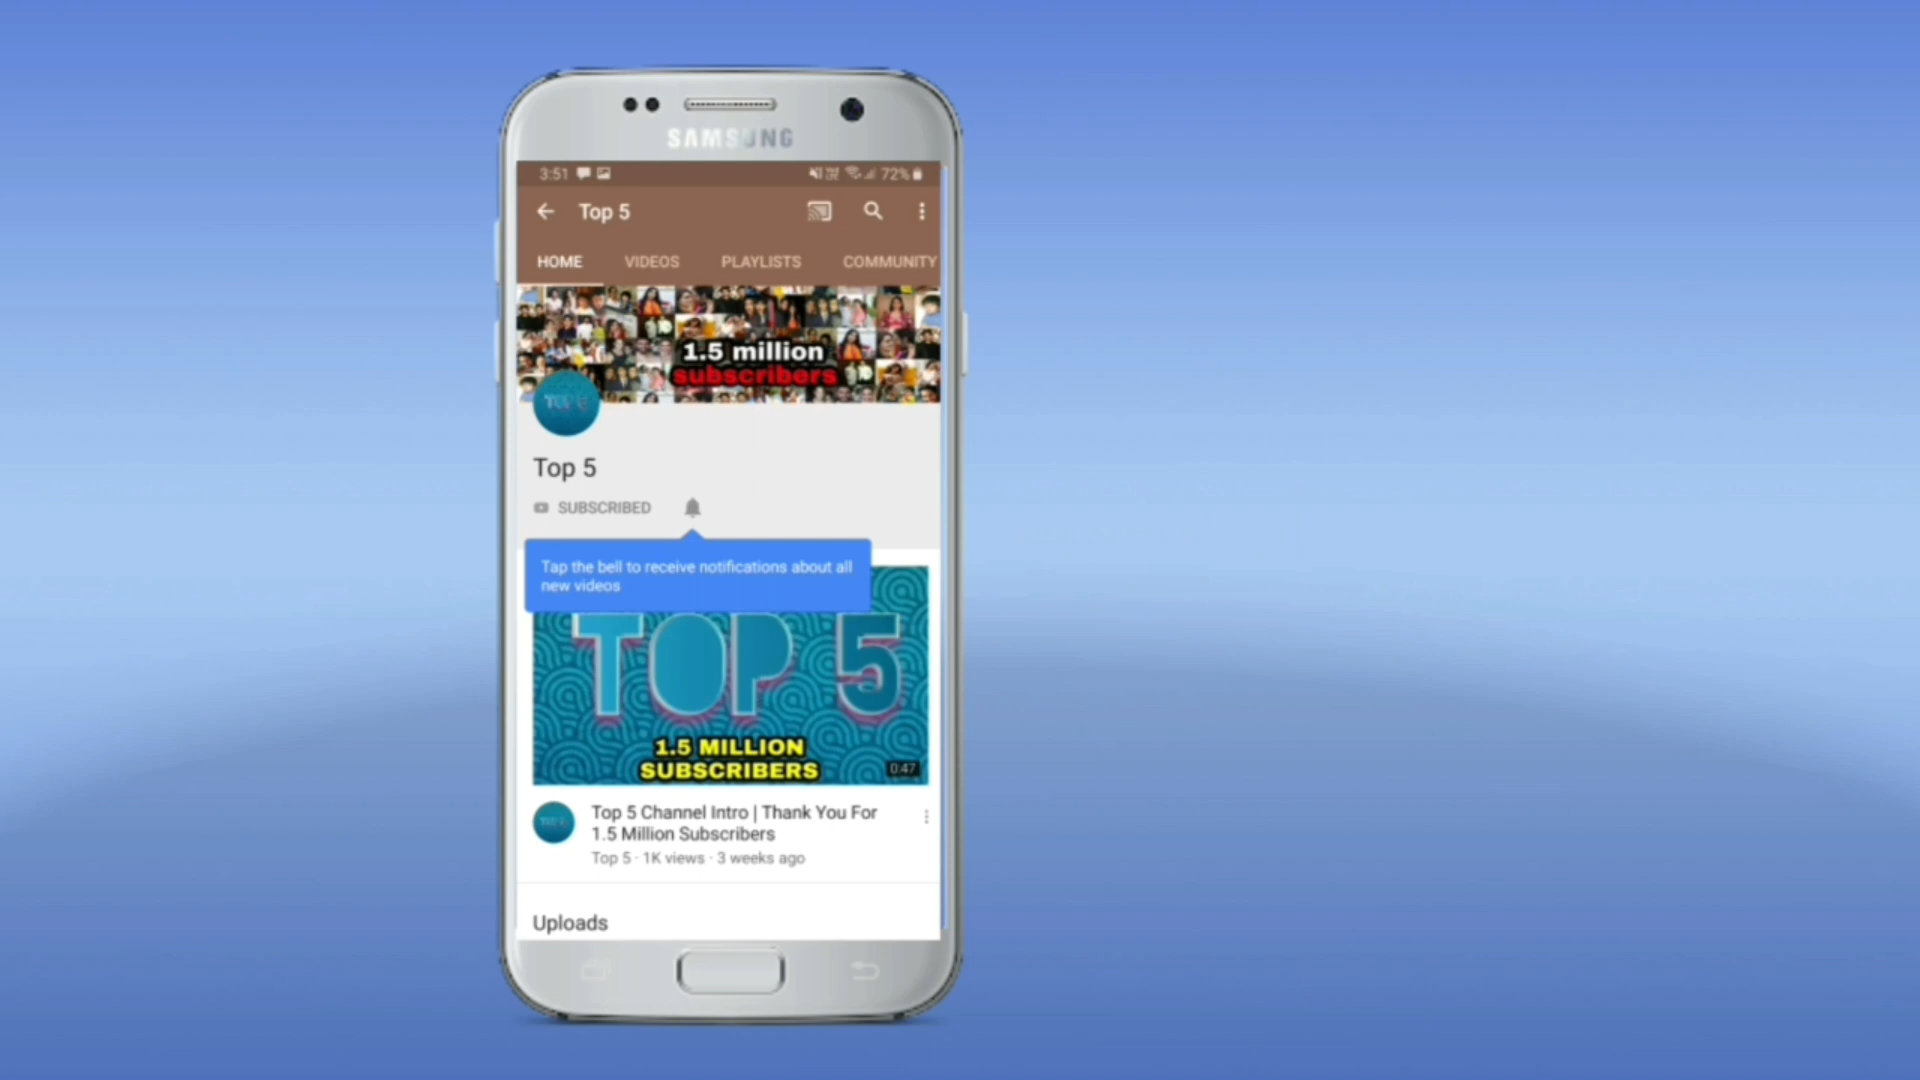 SAMSUNG
3:51 72%
Top 5
HOME VIDEOS PLAYLISTS COMMUNITY
1.5 million
subscribers
TOP 5
Top 5
SUBSCRIBED
Tap the bell to receive notifications about all
new videos
TOP 5
1.5 MILLION
SUBSCRIBERS
0:47
Top 5 Channel Intro | Thank You For
1.5 Million Subscribers
Top 5 · 1K views · 3 weeks ago
Uploads